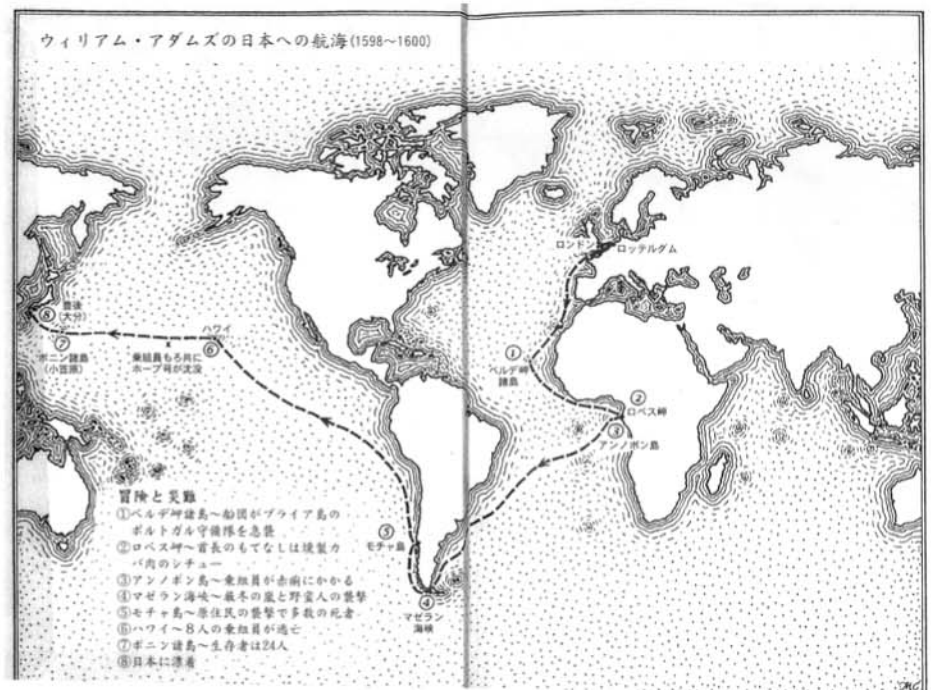 ウィリアム・アダムズの日本への航海(1598~1600)
ロンドン
ロッテルダム
⑧
豊後
(大分)
⑦
ボニン諸島
(小笠原)
×
乗組員もろ共に
ホープ号が沈没
ハワイ
⑥
①
ベルデ岬
諸島
②
ロペス岬
③
アンノボン島
冒険と災難
①ベルデ岬諸島~船団がプライア島の
ポルトガル守備隊を急襲
②ロペス岬~首長のもてなしは燻製カ
バ肉のシチュー
③アンノボン島~乗組員が赤痢にかかる
④マゼラン海峡~厳冬の嵐と野蛮人の襲撃
⑤モチャ島~原住民の襲撃で多数の死者
⑥ハワイ~8人の乗組員が逃亡
⑦ボニン諸島~生存者は24人
⑧日本に漂着
⑤
モチャ島
④
マゼラン
海峡